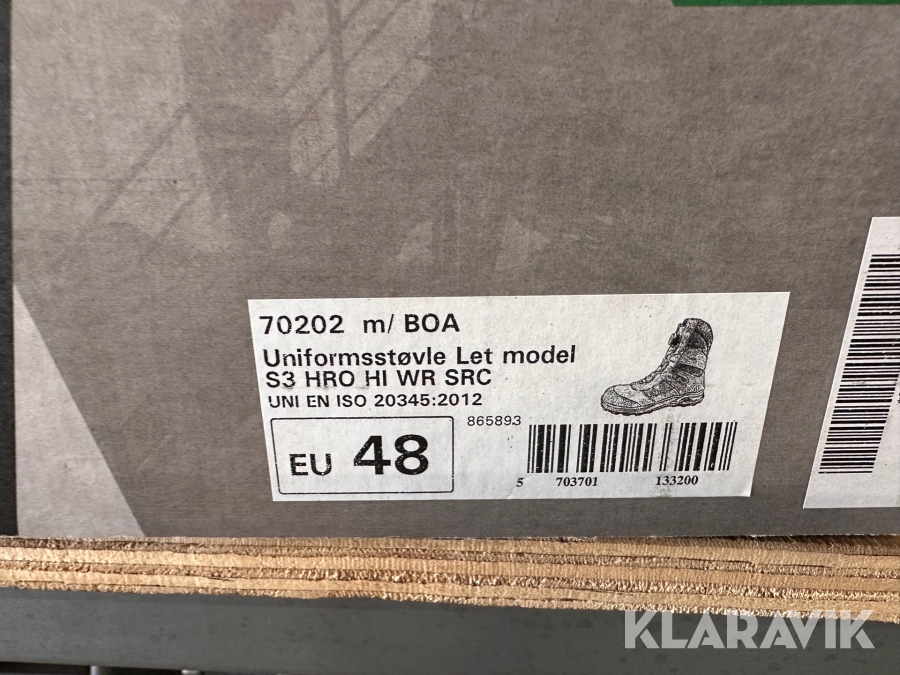 70202 m/ BOA
Uniformsstøvle Let model
S3 HRO HI WR SRC
UNI EN ISO 20345:2012
865893
EU 48
5 703701 133200
KLARAVIK